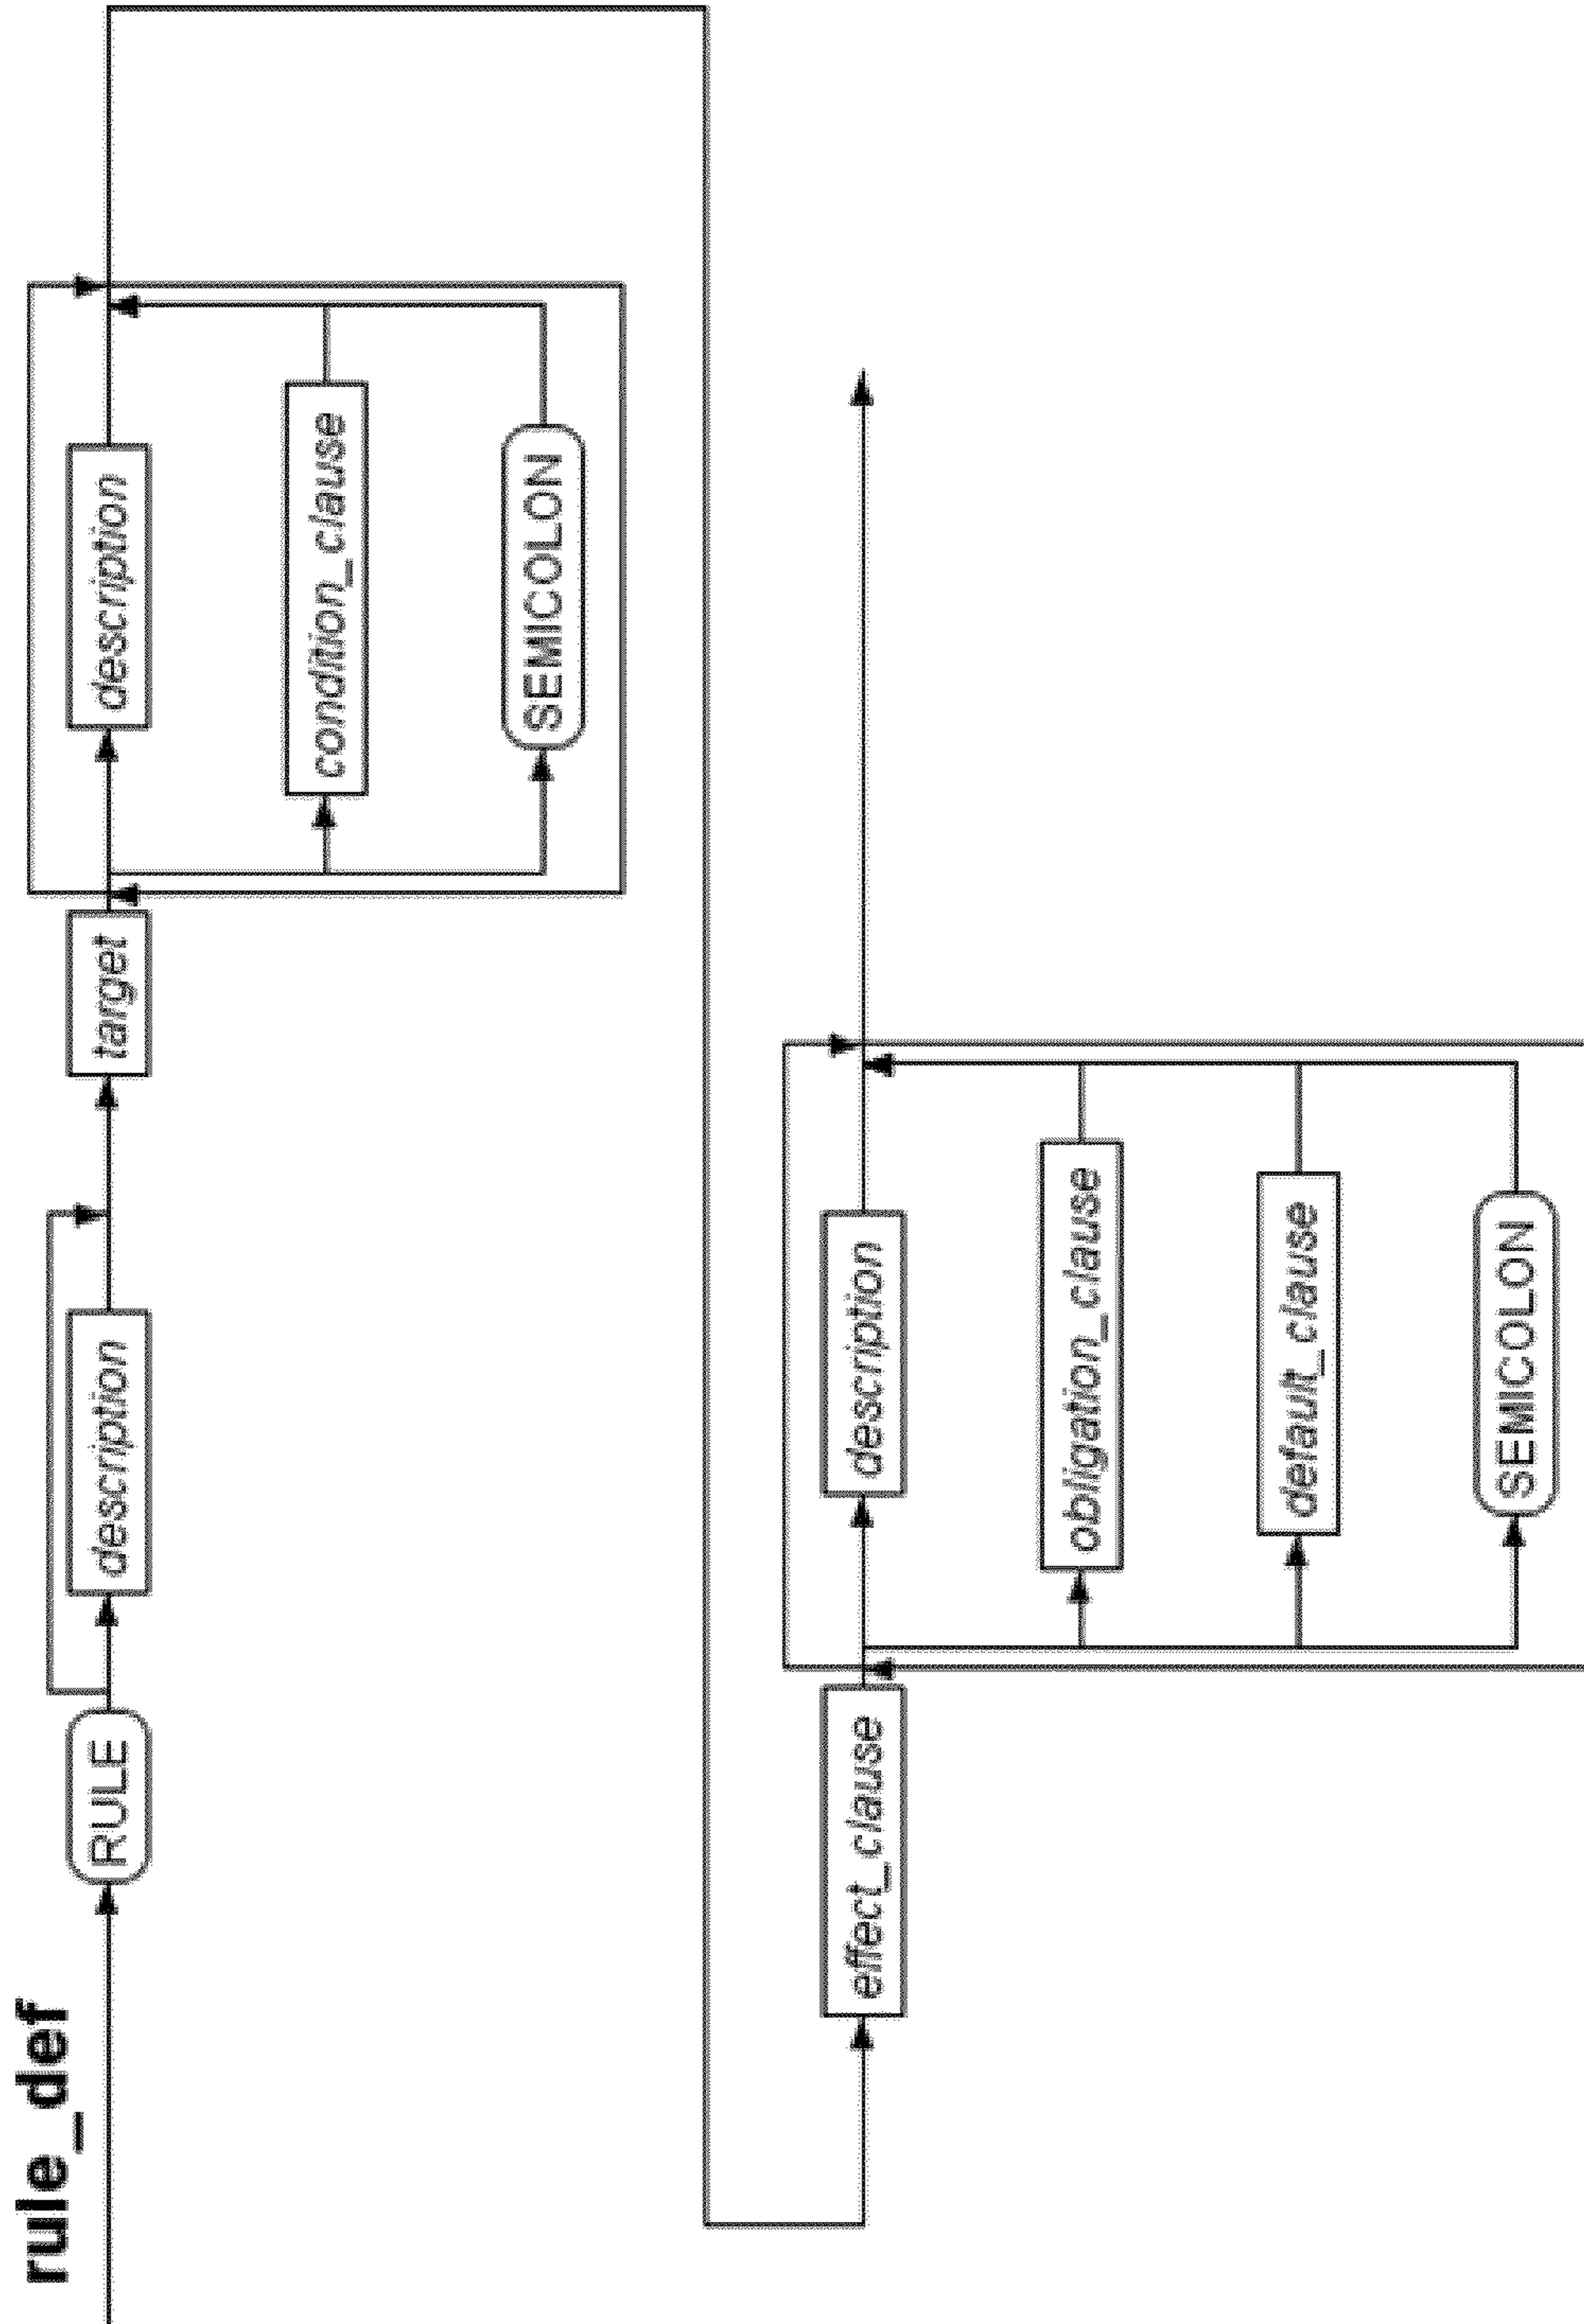 rule_def
RULE
description
target
description
condition_clause
SEMICOLON
effect_clause
description
obligation_clause
default_clause
SEMICOLON